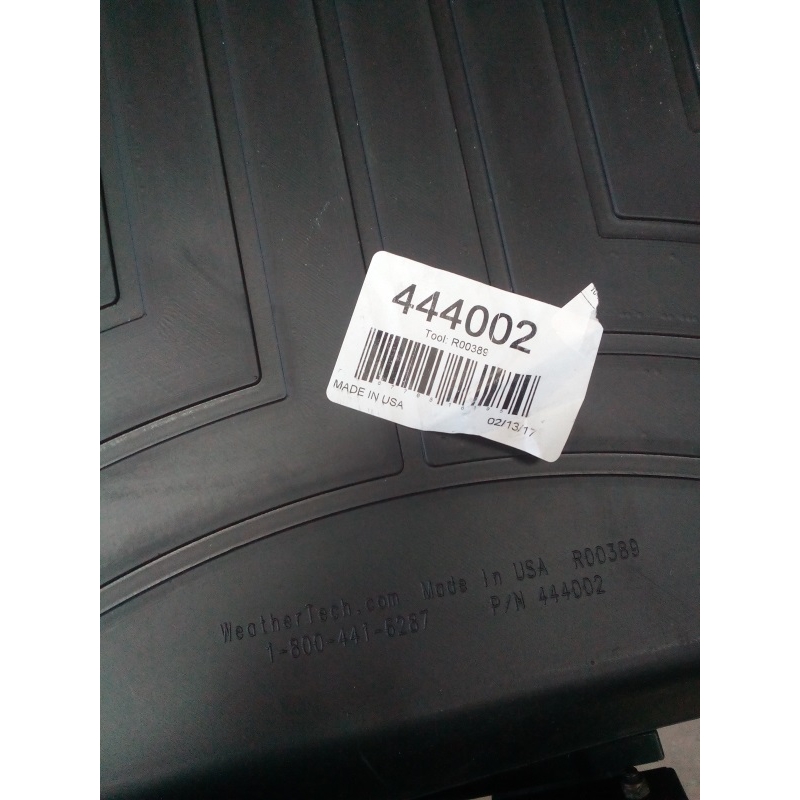 444002
Tool: R00389
MADE IN USA
02/13/17
WeatherTech.com Made in USA R00389
1-800-441-6287 P/N 444002